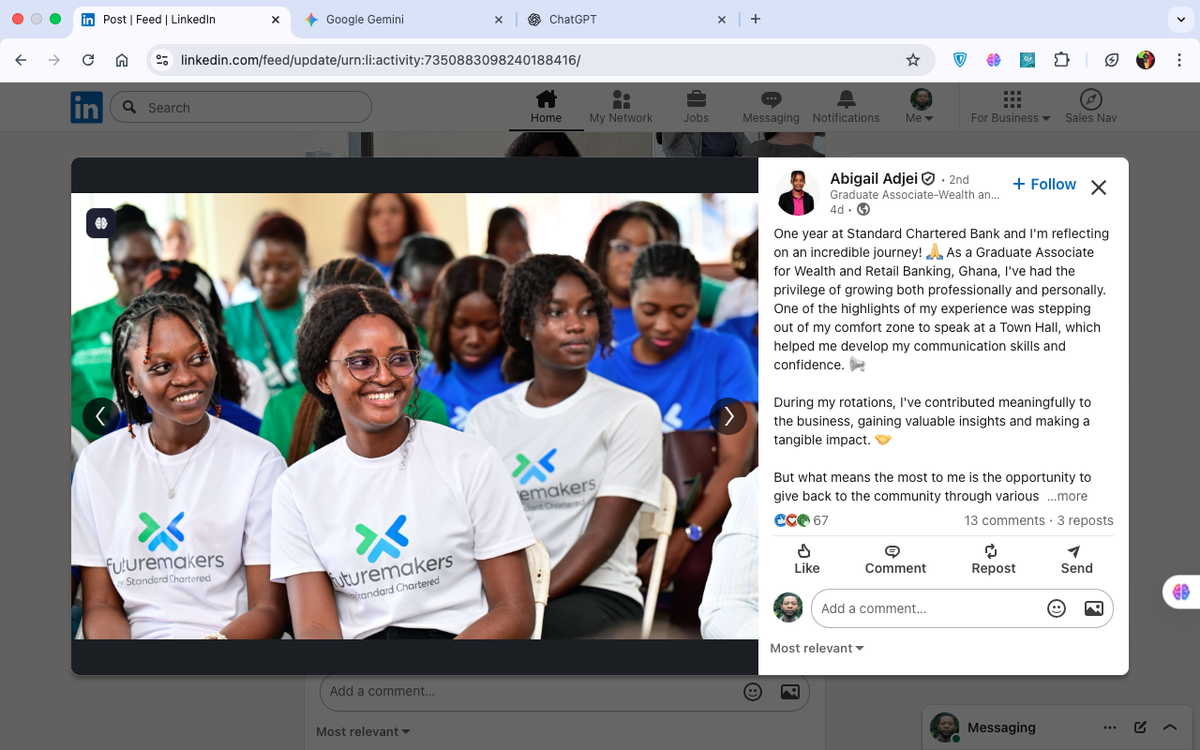 Post | Feed | LinkedIn
Google Gemini
ChatGPT
linkedin.com/feed/update/urn:li:activity:7350883098240188416/
in
Search
Home
My Network
Jobs
Messaging
Notifications
Me
For Business
Sales Nav
Futuremakers
by Standard Chartered
Futuremakers
Standard Chartered
emakers
Chartered
Abigail Adjei • 2nd
Graduate Associate-Wealth an...
4d •
+ Follow
One year at Standard Chartered Bank and I'm reflecting
on an incredible journey! 🙏 As a Graduate Associate
for Wealth and Retail Banking, Ghana, I've had the
privilege of growing both professionally and personally.
One of the highlights of my experience was stepping
out of my comfort zone to speak at a Town Hall, which
helped me develop my communication skills and
confidence. 📢
During my rotations, I've contributed meaningfully to
the business, gaining valuable insights and making a
tangible impact. 🤝
But what means the most to me is the opportunity to
give back to the community through various ...more
67
13 comments · 3 reposts
Like
Comment
Repost
Send
Add a comment...
Most relevant
Add a comment...
Most relevant
Messaging